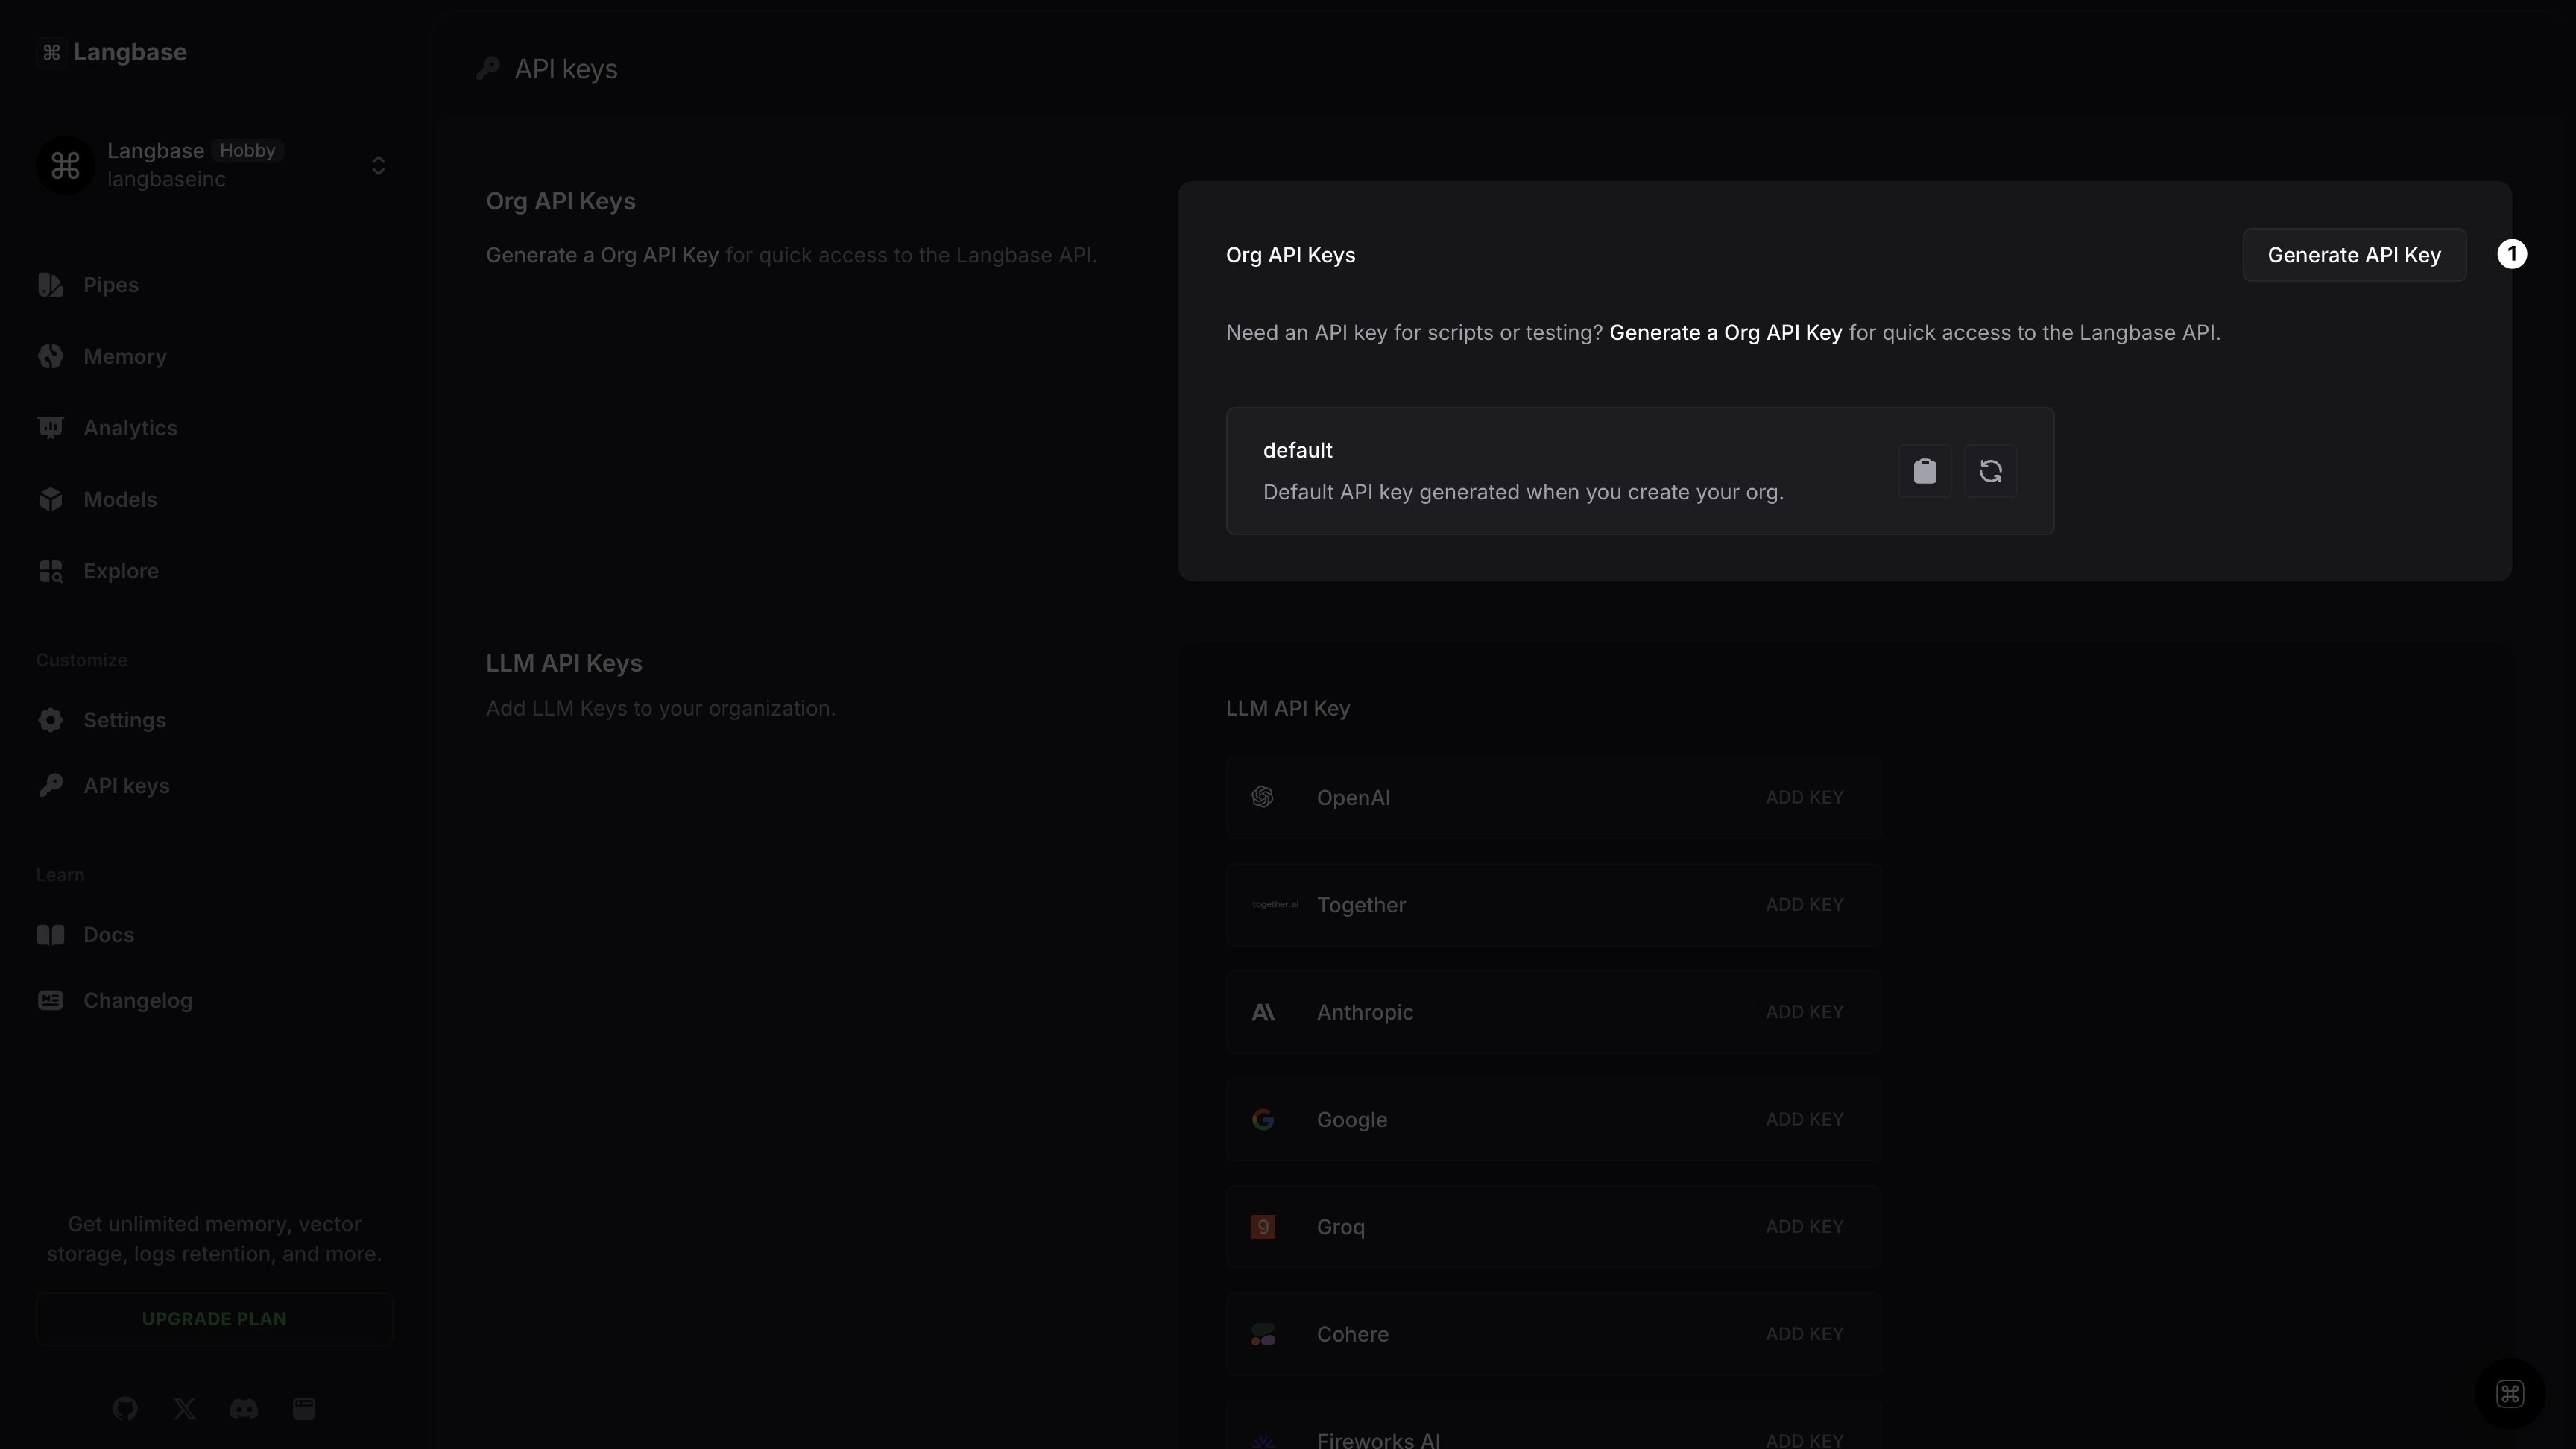 Langbase
Langbase Hobby
langbaseinc
Pipes
Memory
Analytics
Models
Explore
Customize
Settings
API keys
Learn
Docs
Changelog
Get unlimited memory, vector
storage, logs retention, and more.
UPGRADE PLAN
API keys
Org API Keys
Generate a Org API Key for quick access to the Langbase API.
Org API Keys
Generate API Key
1
Need an API key for scripts or testing? Generate a Org API Key for quick access to the Langbase API.
default
Default API key generated when you create your org.
LLM API Keys
Add LLM Keys to your organization.
LLM API Key
OpenAI ADD KEY
together.ai Together ADD KEY
Anthropic ADD KEY
Google ADD KEY
Groq ADD KEY
Cohere ADD KEY
Fireworks AI ADD KEY